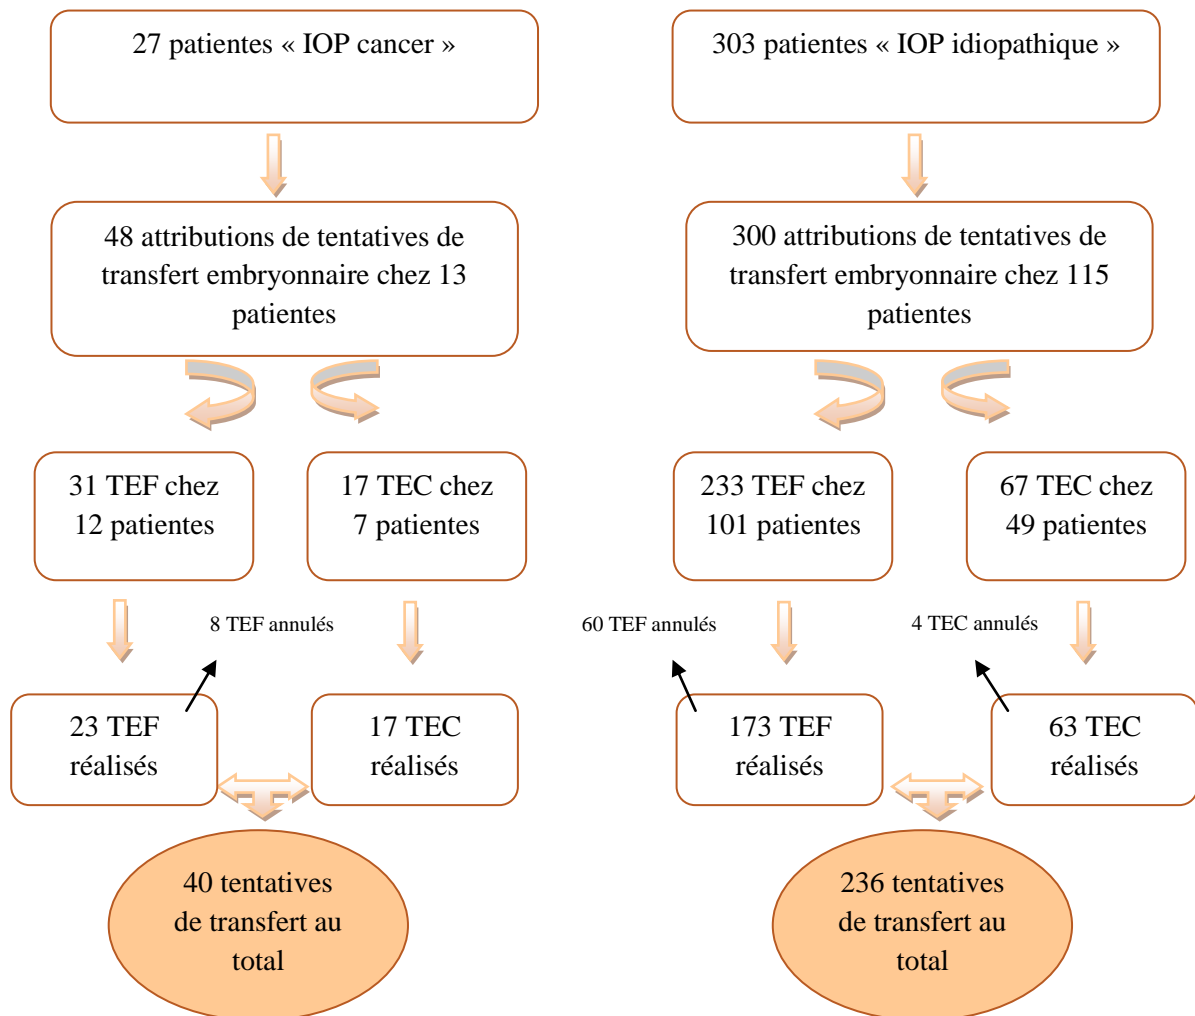 27 patientes « IOP cancer »
303 patientes « IOP idiopathique »
48 attributions de tentatives de
transfert embryonnaire chez 13
patientes
300 attributions de tentatives de
transfert embryonnaire chez 115
patientes
31 TEF chez
12 patientes
17 TEC chez
7 patientes
233 TEF chez
101 patientes
67 TEC chez
49 patientes
8 TEF annulés
60 TEF annulés
4 TEC annulés
23 TEF
réalisés
17 TEC
réalisés
173 TEF
réalisés
63 TEC
réalisés
40 tentatives
de transfert au
total
236 tentatives
de transfert au
total